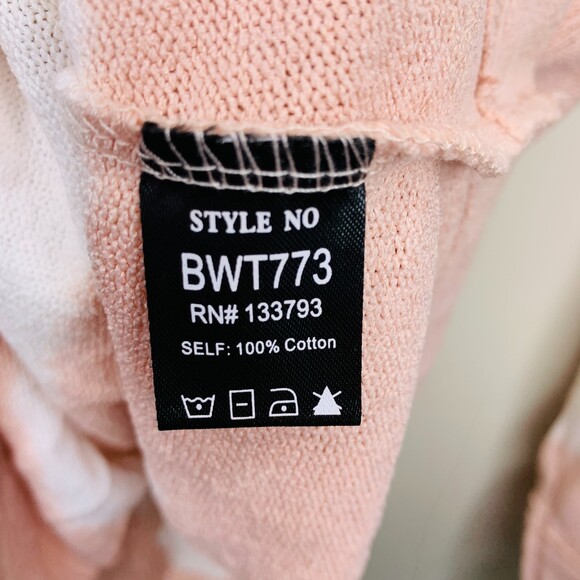 STYLE NO
BWT773
RN# 133793
SELF: 100% Cotton